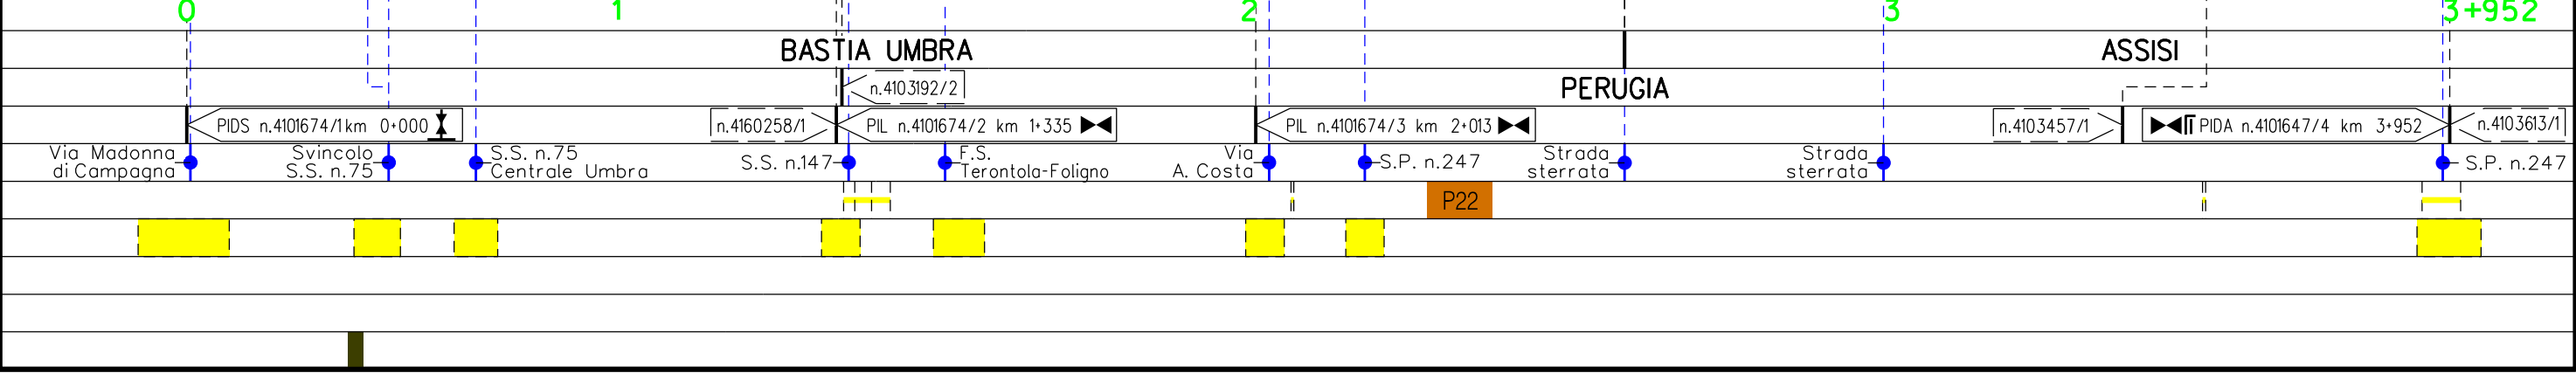 0 1 2 3 3+952
BASTIA UMBRA ASSISI
n.4103192/2 PERUGIA
PIDS n.4101674/1km 0+000 n.4160258/1 PIL n.4101674/2 km 1+335 PIL n.4101674/3 km 2+013 n.4103457/1 PIDA n.4101647/4 km 3+952 n.4103613/1
Via Madonna
di Campagna
Svincolo
S.S. n.75
S.S. n.75
Centrale Umbra
S.S. n.147
F.S.
Terontola-Foligno
Via
A. Costa
S.P. n.247
Strada
sterrata
Strada
sterrata
S.P. n.247
P22